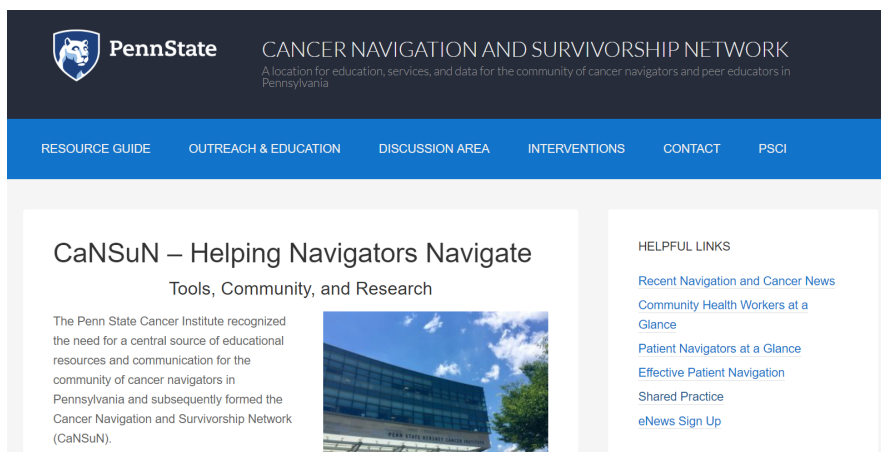 PennState
CANCER NAVIGATION AND SURVIVORSHIP NETWORK
A location for education, services, and data for the community of cancer navigators and peer educators in
Pennsylvania
RESOURCE GUIDE OUTREACH & EDUCATION DISCUSSION AREA INTERVENTIONS CONTACT PSCI
CaNSuN – Helping Navigators Navigate
Tools, Community, and Research
The Penn State Cancer Institute recognized
the need for a central source of educational
resources and communication for the
community of cancer navigators in
Pennsylvania and subsequently formed the
Cancer Navigation and Survivorship Network
(CaNSuN).
PENN STATE HERSHEY CANCER INSTITUTE
HELPFUL LINKS
Recent Navigation and Cancer News
Community Health Workers at a
Glance
Patient Navigators at a Glance
Effective Patient Navigation
Shared Practice
eNews Sign Up